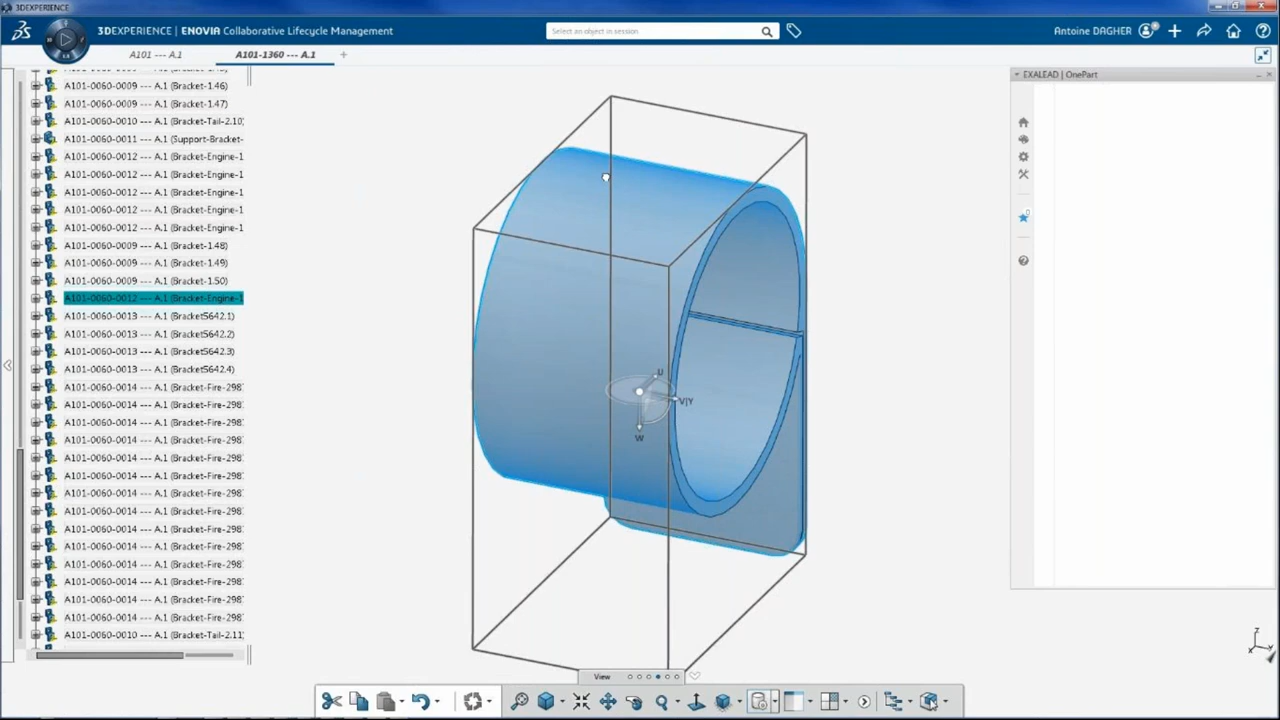 3DEXPERIENCE
3DEXPERIENCE | ENOVIA Collaborative Lifecycle Management
Select an object in session
Antoine DAGHER
A101 --- A.1
A101-1360 --- A.1
EXALEAD | OnePart
A101-0060-0009 --- A.1 (Bracket-1.46)
A101-0060-0009 --- A.1 (Bracket-1.47)
A101-0060-0010 --- A.1 (Bracket-Tail-2.10)
A101-0060-0011 --- A.1 (Support-Bracket-
A101-0060-0012 --- A.1 (Bracket-Engine-1
A101-0060-0012 --- A.1 (Bracket-Engine-1
A101-0060-0012 --- A.1 (Bracket-Engine-1
A101-0060-0012 --- A.1 (Bracket-Engine-1
A101-0060-0012 --- A.1 (Bracket-Engine-1
A101-0060-0009 --- A.1 (Bracket-1.48)
A101-0060-0009 --- A.1 (Bracket-1.49)
A101-0060-0009 --- A.1 (Bracket-1.50)
A101-0060-0012 --- A.1 (Bracket-Engine-1
A101-0060-0013 --- A.1 (Bracket5642.1)
A101-0060-0013 --- A.1 (Bracket5642.2)
A101-0060-0013 --- A.1 (Bracket5642.3)
A101-0060-0013 --- A.1 (Bracket5642.4)
A101-0060-0014 --- A.1 (Bracket-Fire-298
A101-0060-0014 --- A.1 (Bracket-Fire-298
A101-0060-0014 --- A.1 (Bracket-Fire-298
A101-0060-0014 --- A.1 (Bracket-Fire-298
A101-0060-0014 --- A.1 (Bracket-Fire-298
A101-0060-0014 --- A.1 (Bracket-Fire-298
A101-0060-0014 --- A.1 (Bracket-Fire-298
A101-0060-0014 --- A.1 (Bracket-Fire-298
A101-0060-0014 --- A.1 (Bracket-Fire-298
A101-0060-0014 --- A.1 (Bracket-Fire-298
A101-0060-0014 --- A.1 (Bracket-Fire-298
A101-0060-0014 --- A.1 (Bracket-Fire-298
A101-0060-0014 --- A.1 (Bracket-Fire-298
A101-0060-0014 --- A.1 (Bracket-Fire-298
A101-0060-0010 --- A.1 (Bracket-Tail-2.11)
U
V|Y
W
View
Z
X